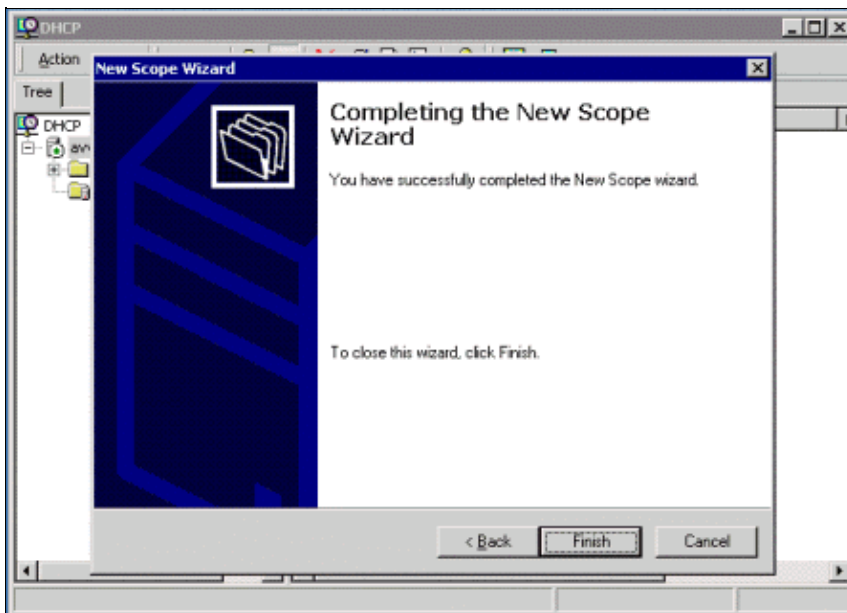 DHCP
Action
New Scope Wizard
Tree
DHCP
Completing the New Scope
Wizard
You have successfully completed the New Scope wizard.
To close this wizard, click Finish.
< Back
Finish
Cancel